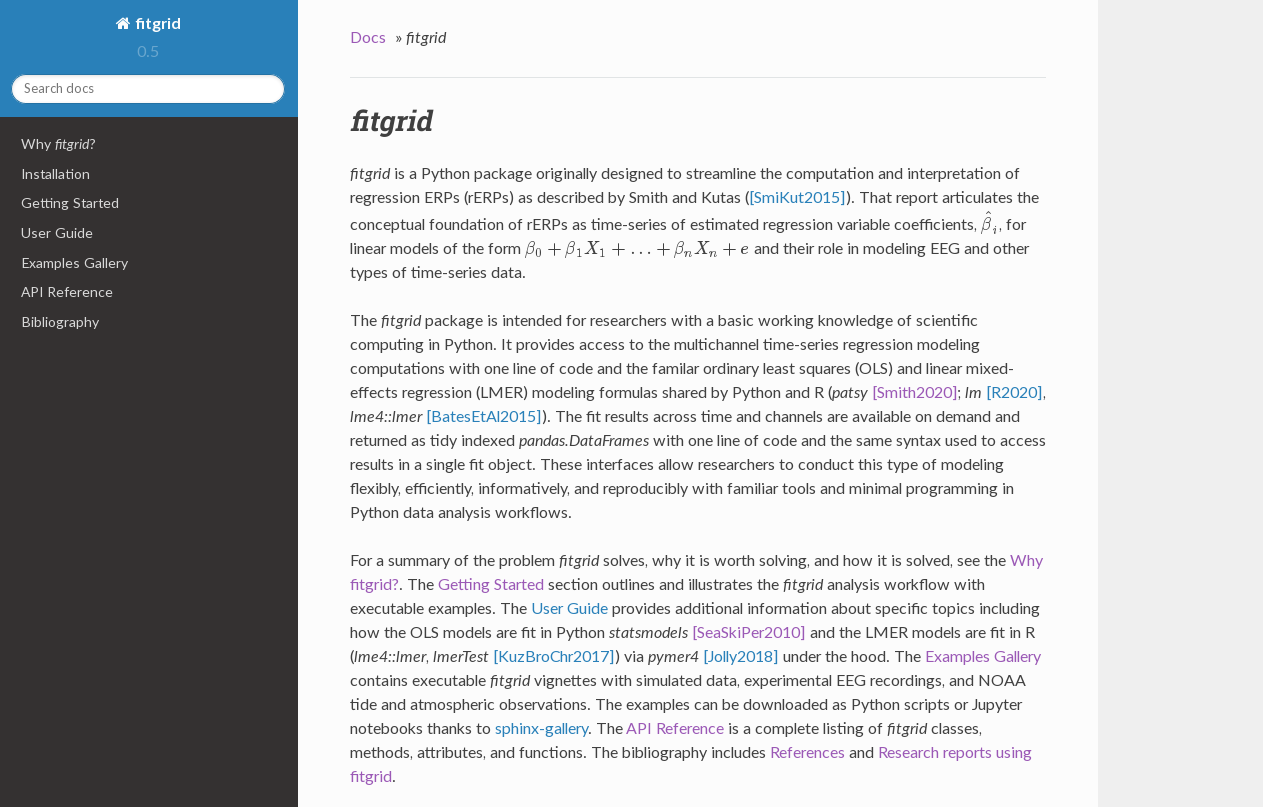 fitgrid
0.5
Search docs
Why fitgrid?
Installation
Getting Started
User Guide
Examples Gallery
API Reference
Bibliography
Docs » fitgrid
fitgrid
fitgrid is a Python package originally designed to streamline the computation and interpretation of
regression ERPs (rERPs) as described by Smith and Kutas ([SmiKut2015]). That report articulates the
conceptual foundation of rERPs as time-series of estimated regression variable coefficients, β̂ᵢ, for
linear models of the form β₀ + β₁X₁ + … + βₙXₙ + e and their role in modeling EEG and other
types of time-series data.
The fitgrid package is intended for researchers with a basic working knowledge of scientific
computing in Python. It provides access to the multichannel time-series regression modeling
computations with one line of code and the familar ordinary least squares (OLS) and linear mixed-
effects regression (LMER) modeling formulas shared by Python and R (patsy [Smith2020]; lm [R2020],
lme4::lmer [BatesEtAl2015]). The fit results across time and channels are available on demand and
returned as tidy indexed pandas.DataFrames with one line of code and the same syntax used to access
results in a single fit object. These interfaces allow researchers to conduct this type of modeling
flexibly, efficiently, informatively, and reproducibly with familiar tools and minimal programming in
Python data analysis workflows.
For a summary of the problem fitgrid solves, why it is worth solving, and how it is solved, see the Why
fitgrid?. The Getting Started section outlines and illustrates the fitgrid analysis workflow with
executable examples. The User Guide provides additional information about specific topics including
how the OLS models are fit in Python statsmodels [SeaSkiPer2010] and the LMER models are fit in R
(lme4::lmer, lmerTest [KuzBroChr2017]) via pymer4 [Jolly2018] under the hood. The Examples Gallery
contains executable fitgrid vignettes with simulated data, experimental EEG recordings, and NOAA
tide and atmospheric observations. The examples can be downloaded as Python scripts or Jupyter
notebooks thanks to sphinx-gallery. The API Reference is a complete listing of fitgrid classes,
methods, attributes, and functions. The bibliography includes References and Research reports using
fitgrid.